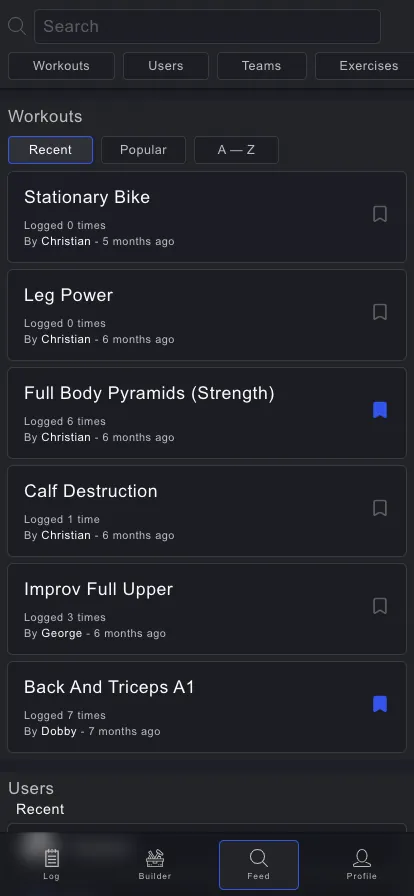 Search
Workouts Users Teams Exercises
Workouts
Recent Popular A — Z
Stationary Bike
Logged 0 times
By Christian - 5 months ago
Leg Power
Logged 0 times
By Christian - 6 months ago
Full Body Pyramids (Strength)
Logged 6 times
By Christian - 6 months ago
Calf Destruction
Logged 1 time
By Christian - 6 months ago
Improv Full Upper
Logged 3 times
By George - 6 months ago
Back And Triceps A1
Logged 7 times
By Dobby - 7 months ago
Users
Recent
Log Builder Feed Profile